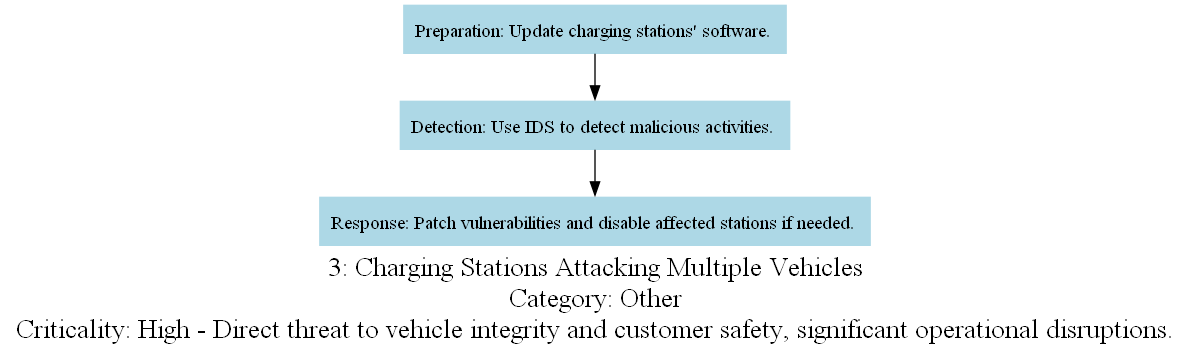 Preparation: Update charging stations' software.
Detection: Use IDS to detect malicious activities.
Response: Patch vulnerabilities and disable affected stations if needed.
3: Charging Stations Attacking Multiple Vehicles
Category: Other
Criticality: High - Direct threat to vehicle integrity and customer safety, significant operational disruptions.